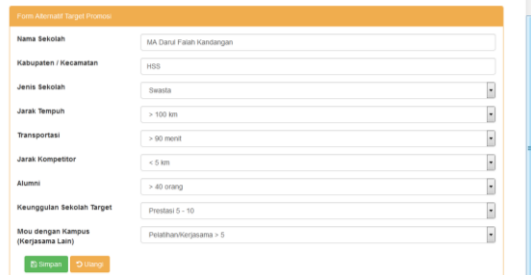 Form Alternatif Target Promosi
Nama Sekolah
MA Darul Falah Kandangan
Kabupaten / Kecamatan
HSS
Jenis Sekolah
Swasta
Jarak Tempuh
> 100 km
Transportasi
> 90 menit
Jarak Kompetitor
< 5 km
Alumni
> 40 orang
Keunggulan Sekolah Target
Prestasi 5 - 10
Mou dengan Kampus
(Kerjasama Lain)
Pelatihan/Kerjasama > 5
Simpan
Ulangi